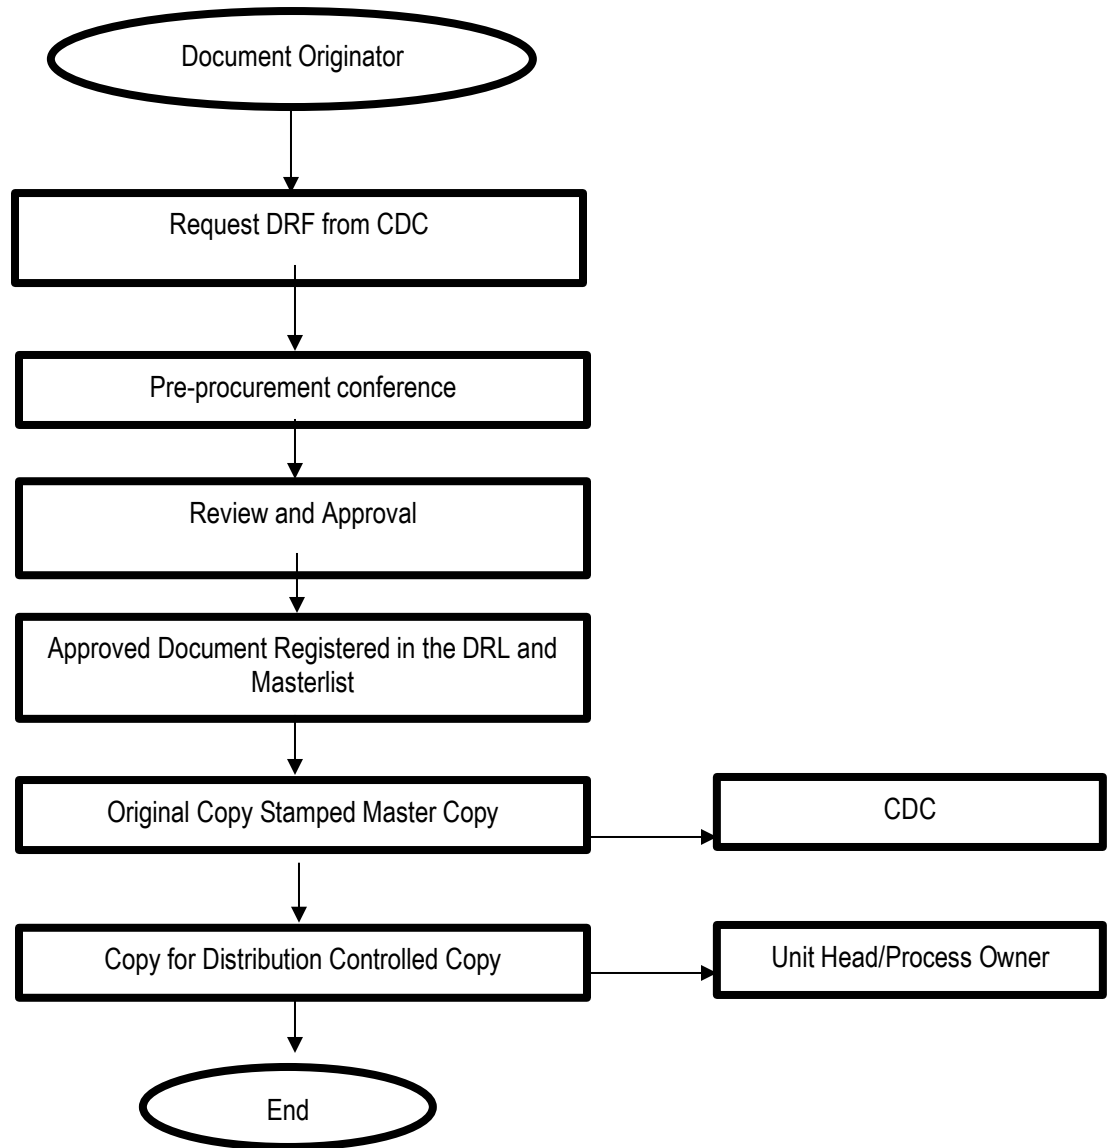 Document Originator
Request DRF from CDC
Pre-procurement conference
Review and Approval
Approved Document Registered in the DRL and
Masterlist
Original Copy Stamped Master Copy
CDC
Copy for Distribution Controlled Copy
Unit Head/Process Owner
End